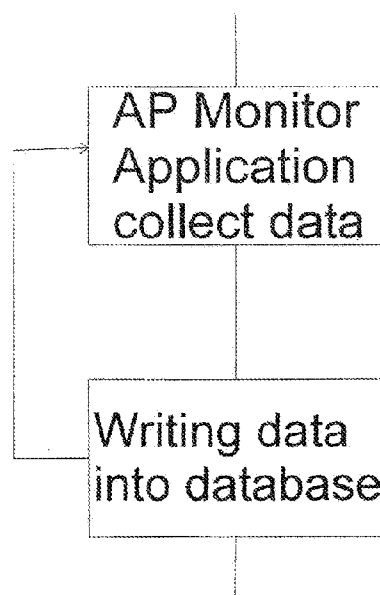 AP Monitor
Application
collect data
Writing data
into database